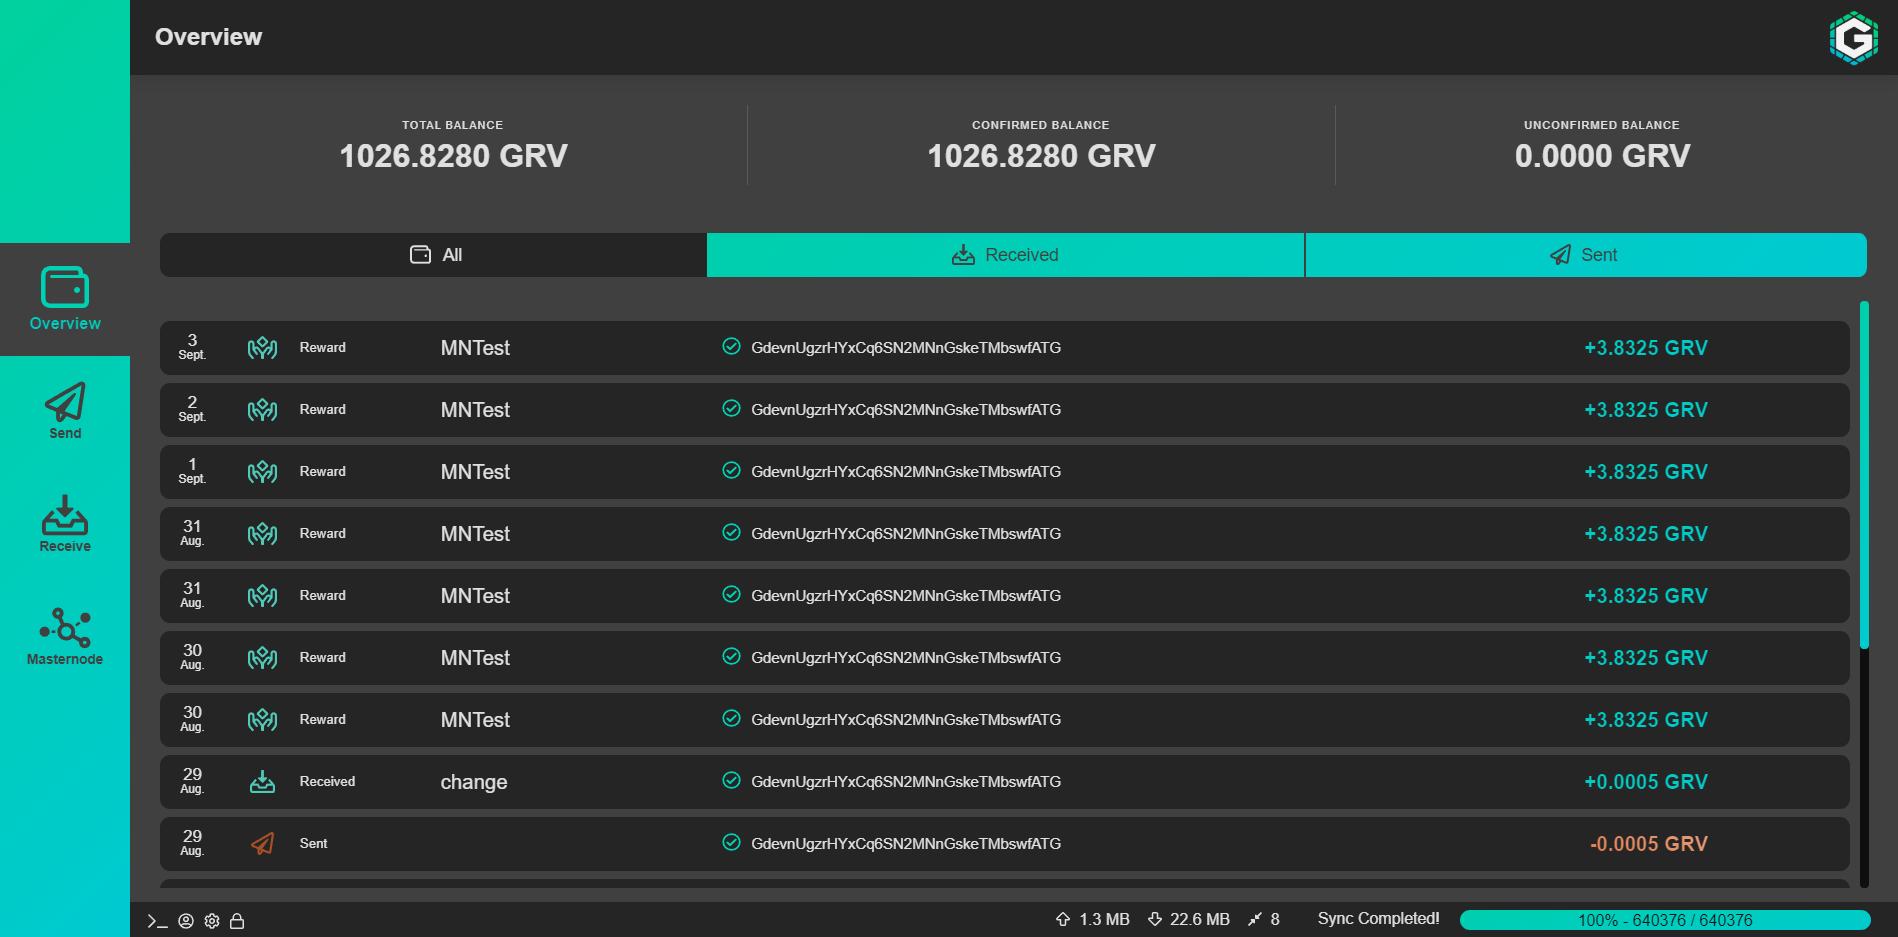 Overview
TOTAL BALANCE
1026.8280 GRV
CONFIRMED BALANCE
1026.8280 GRV
UNCONFIRMED BALANCE
0.0000 GRV
All
Received
Sent
Overview
Send
Receive
Masternode
3 Sept. Reward MNTest GdevnUgzrHYxCq6SN2MNnGskeTMbswfATG +3.8325 GRV
2 Sept. Reward MNTest GdevnUgzrHYxCq6SN2MNnGskeTMbswfATG +3.8325 GRV
1 Sept. Reward MNTest GdevnUgzrHYxCq6SN2MNnGskeTMbswfATG +3.8325 GRV
31 Aug. Reward MNTest GdevnUgzrHYxCq6SN2MNnGskeTMbswfATG +3.8325 GRV
31 Aug. Reward MNTest GdevnUgzrHYxCq6SN2MNnGskeTMbswfATG +3.8325 GRV
30 Aug. Reward MNTest GdevnUgzrHYxCq6SN2MNnGskeTMbswfATG +3.8325 GRV
30 Aug. Reward MNTest GdevnUgzrHYxCq6SN2MNnGskeTMbswfATG +3.8325 GRV
29 Aug. Received change GdevnUgzrHYxCq6SN2MNnGskeTMbswfATG +0.0005 GRV
29 Aug. Sent GdevnUgzrHYxCq6SN2MNnGskeTMbswfATG -0.0005 GRV
1.3 MB 22.6 MB 8 Sync Completed! 100% - 640376 / 640376